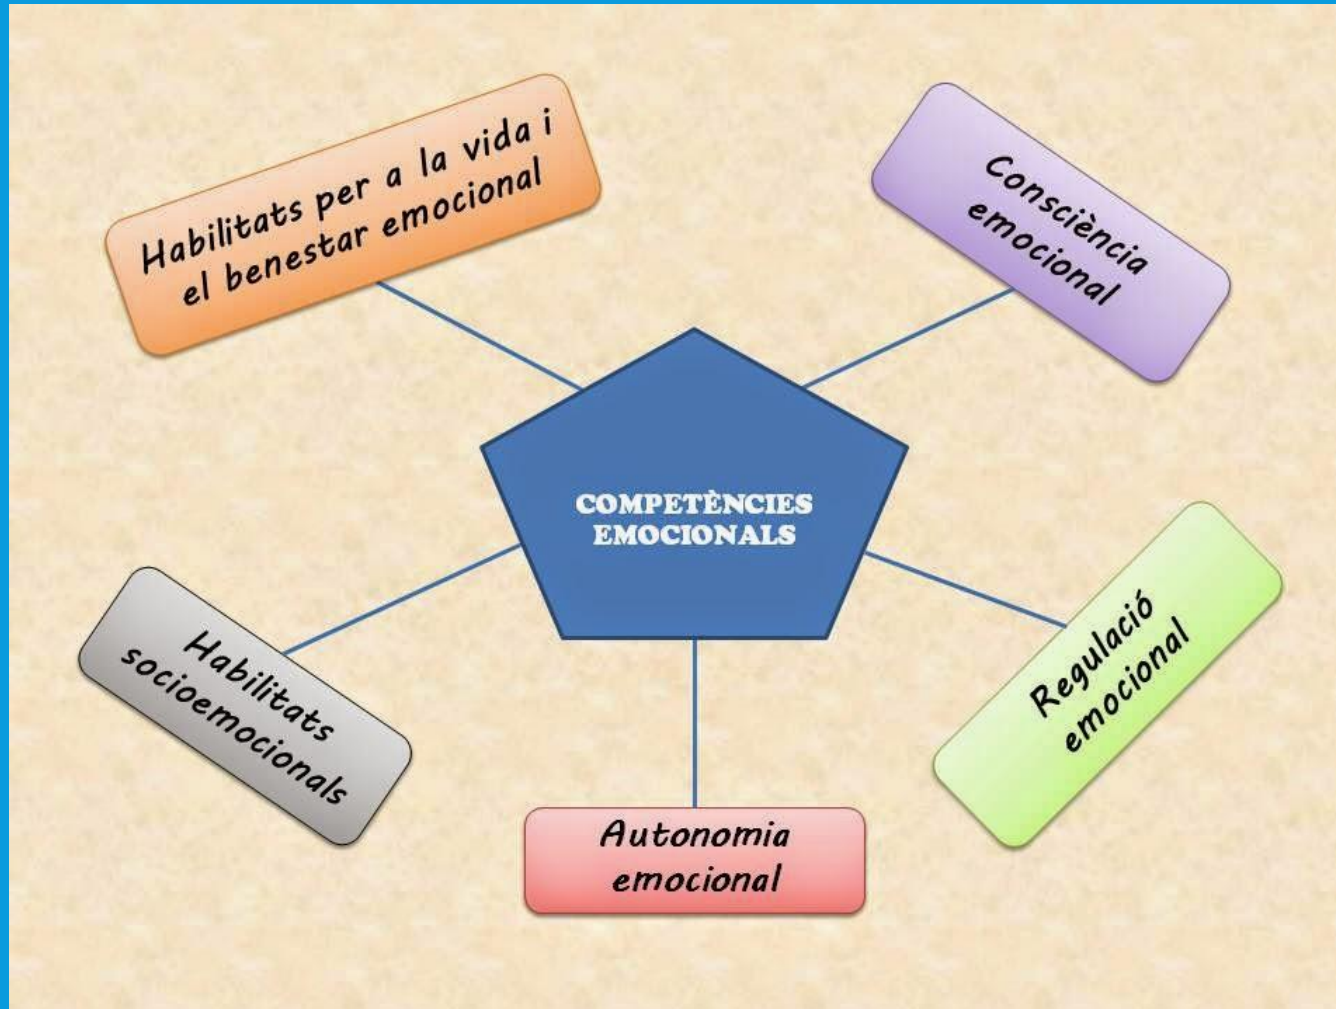 Habilitats per a la vida i
el benestar emocional
Consciència
emocional
COMPETÈNCIES
EMOCIONALS
Habilitats
socioemocionals
Regulació
emocional
Autonomia
emocional